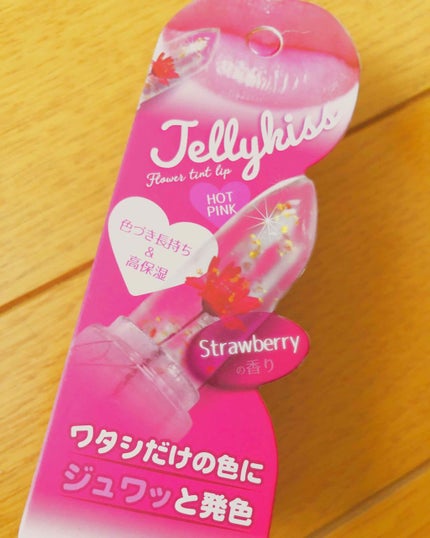 Jellykiss
Flower tint lip
HOT
PINK
色づき長持ち
&
高保湿
Strawberry
の香り
ワタシだけの色に
ジュワッと発色